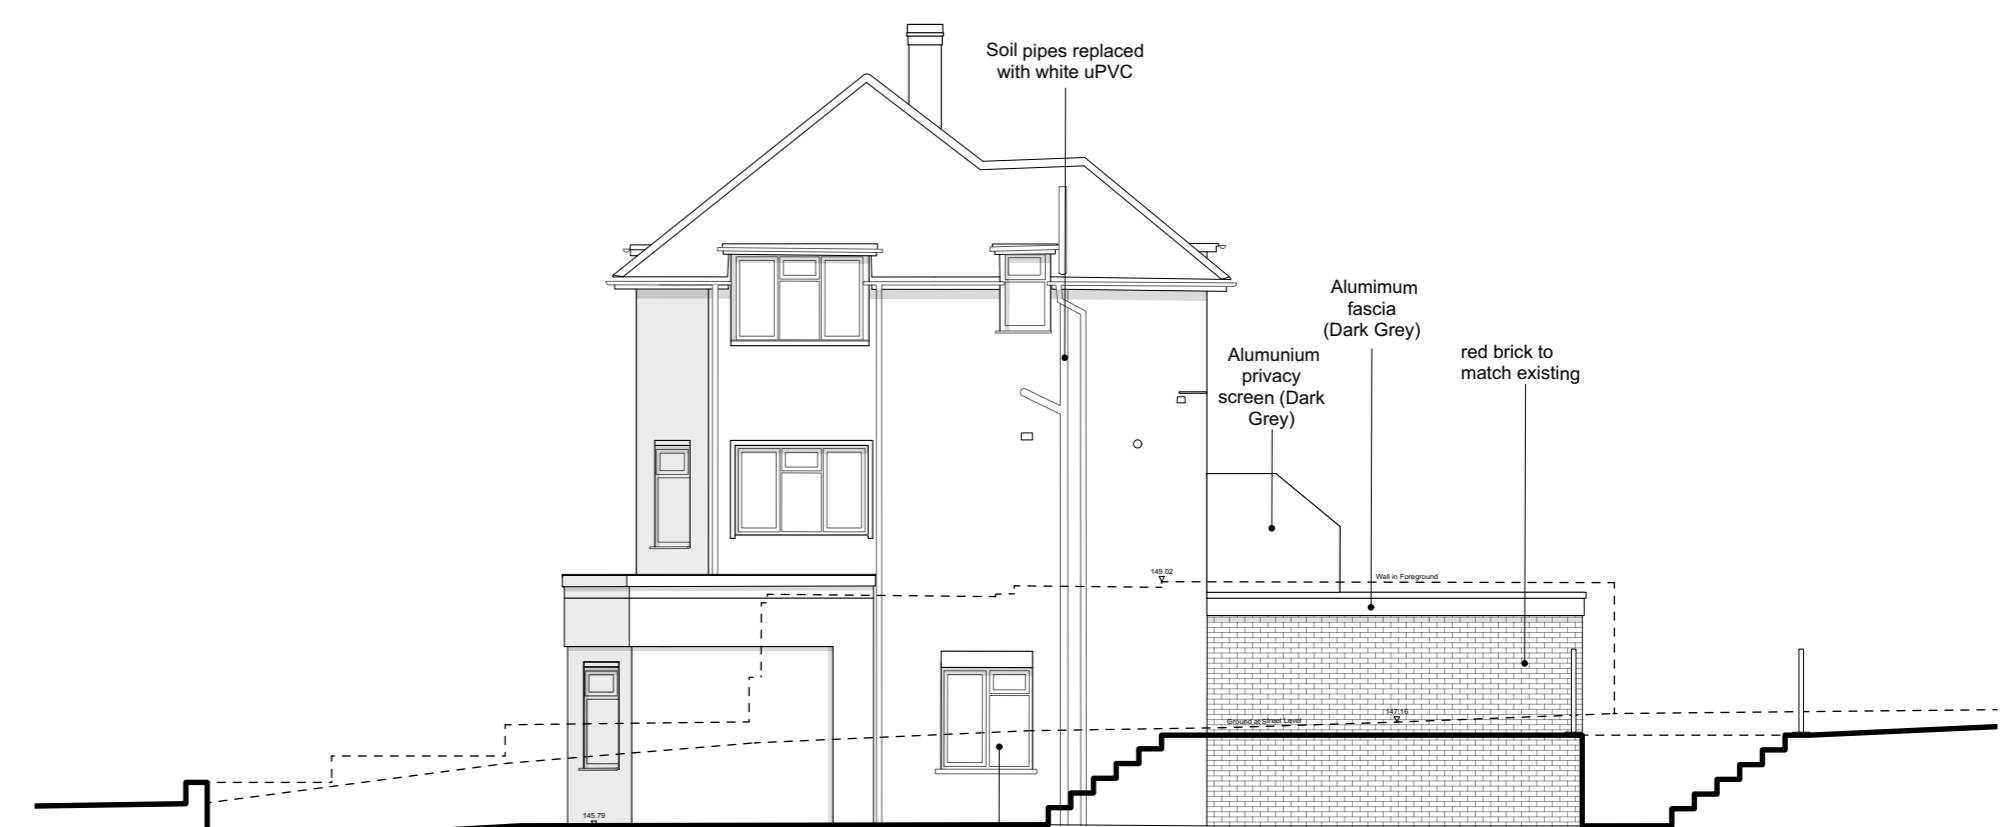 Soil pipes replaced
with white uPVC
Alumimum
fascia
(Dark Grey)
Alumunium
privacy
screen (Dark
Grey)
red brick to
match existing
149.02
Wall in Foreground
147.16
Ground at Street Level
145.79